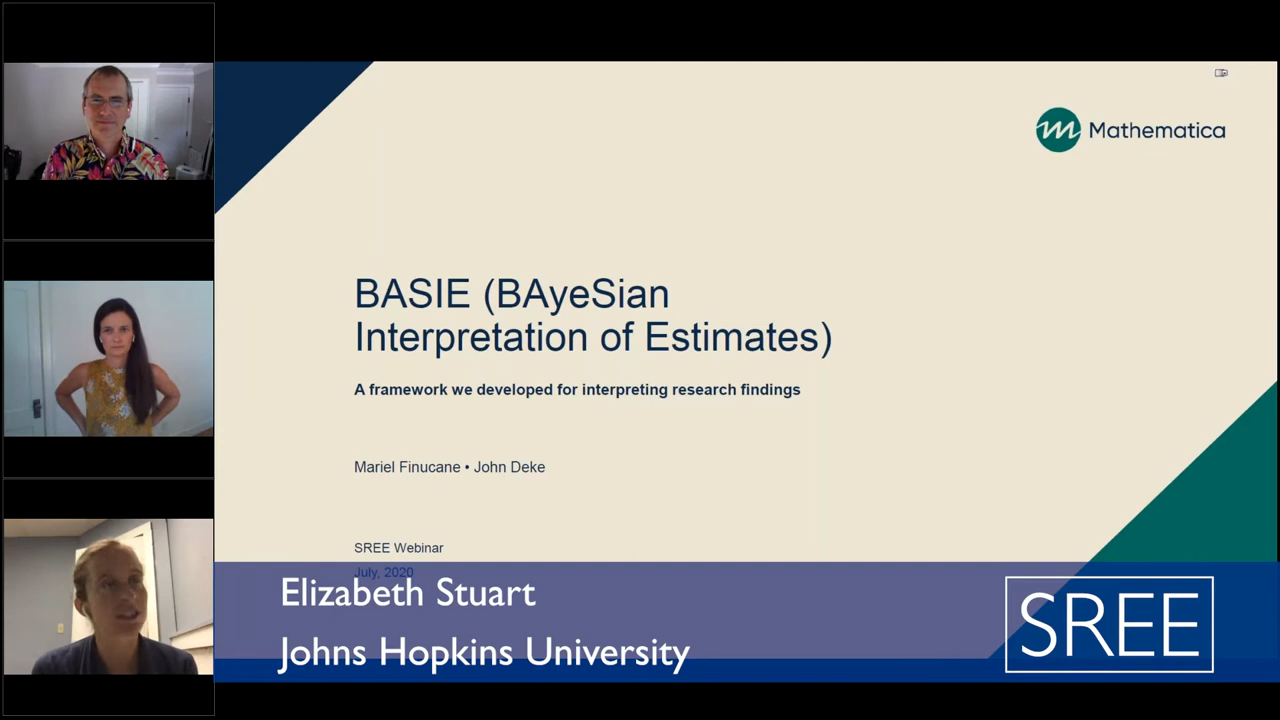 Mathematica
BASIE (BAyeSian
Interpretation of Estimates)
A framework we developed for interpreting research findings
Mariel Finucane • John Deke
SREE Webinar
July, 2020
Elizabeth Stuart
Johns Hopkins University
SREE